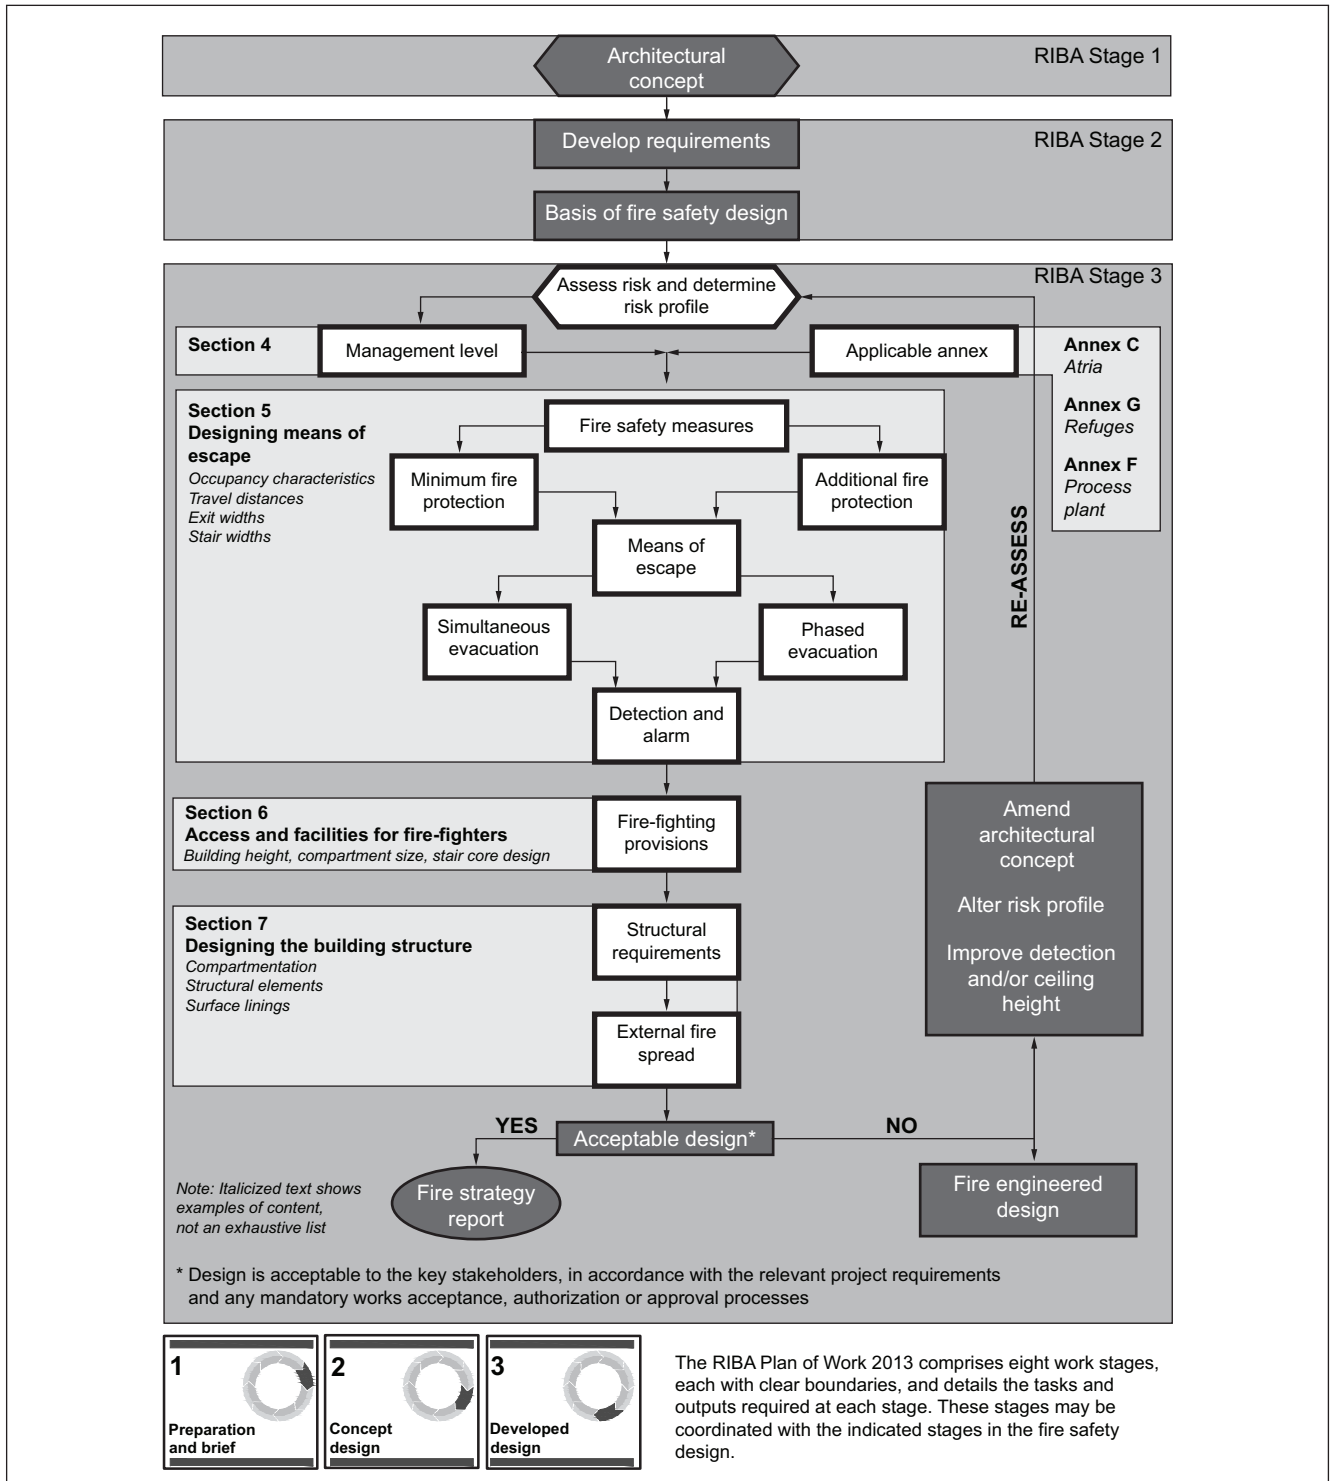 Architectural
concept
RIBA Stage 1
Develop requirements
RIBA Stage 2
Basis of fire safety design
RIBA Stage 3
Assess risk and determine
risk profile
Section 4
Management level
Applicable annex
Annex C
Atria
Annex G
Refuges
Annex F
Process
plant
Section 5
Designing means of
escape
Occupancy characteristics
Travel distances
Exit widths
Stair widths
Fire safety measures
Minimum fire
protection
Additional fire
protection
Means of
escape
Simultaneous
evacuation
Phased
evacuation
Detection and
alarm
RE-ASSESS
Section 6
Access and facilities for fire-fighters
Building height, compartment size, stair core design
Fire-fighting
provisions
Amend
architectural
concept
Alter risk profile
Improve detection
and/or ceiling
height
Section 7
Designing the building structure
Compartmentation
Structural elements
Surface linings
Structural
requirements
External fire
spread
YES
Acceptable design*
NO
Note: Italicized text shows
examples of content,
not an exhaustive list
Fire strategy
report
Fire engineered
design
* Design is acceptable to the key stakeholders, in accordance with the relevant project requirements
and any mandatory works acceptance, authorization or approval processes
1
Preparation
and brief
2
Concept
design
3
Developed
design
The RIBA Plan of Work 2013 comprises eight work stages,
each with clear boundaries, and details the tasks and
outputs required at each stage. These stages may be
coordinated with the indicated stages in the fire safety
design.